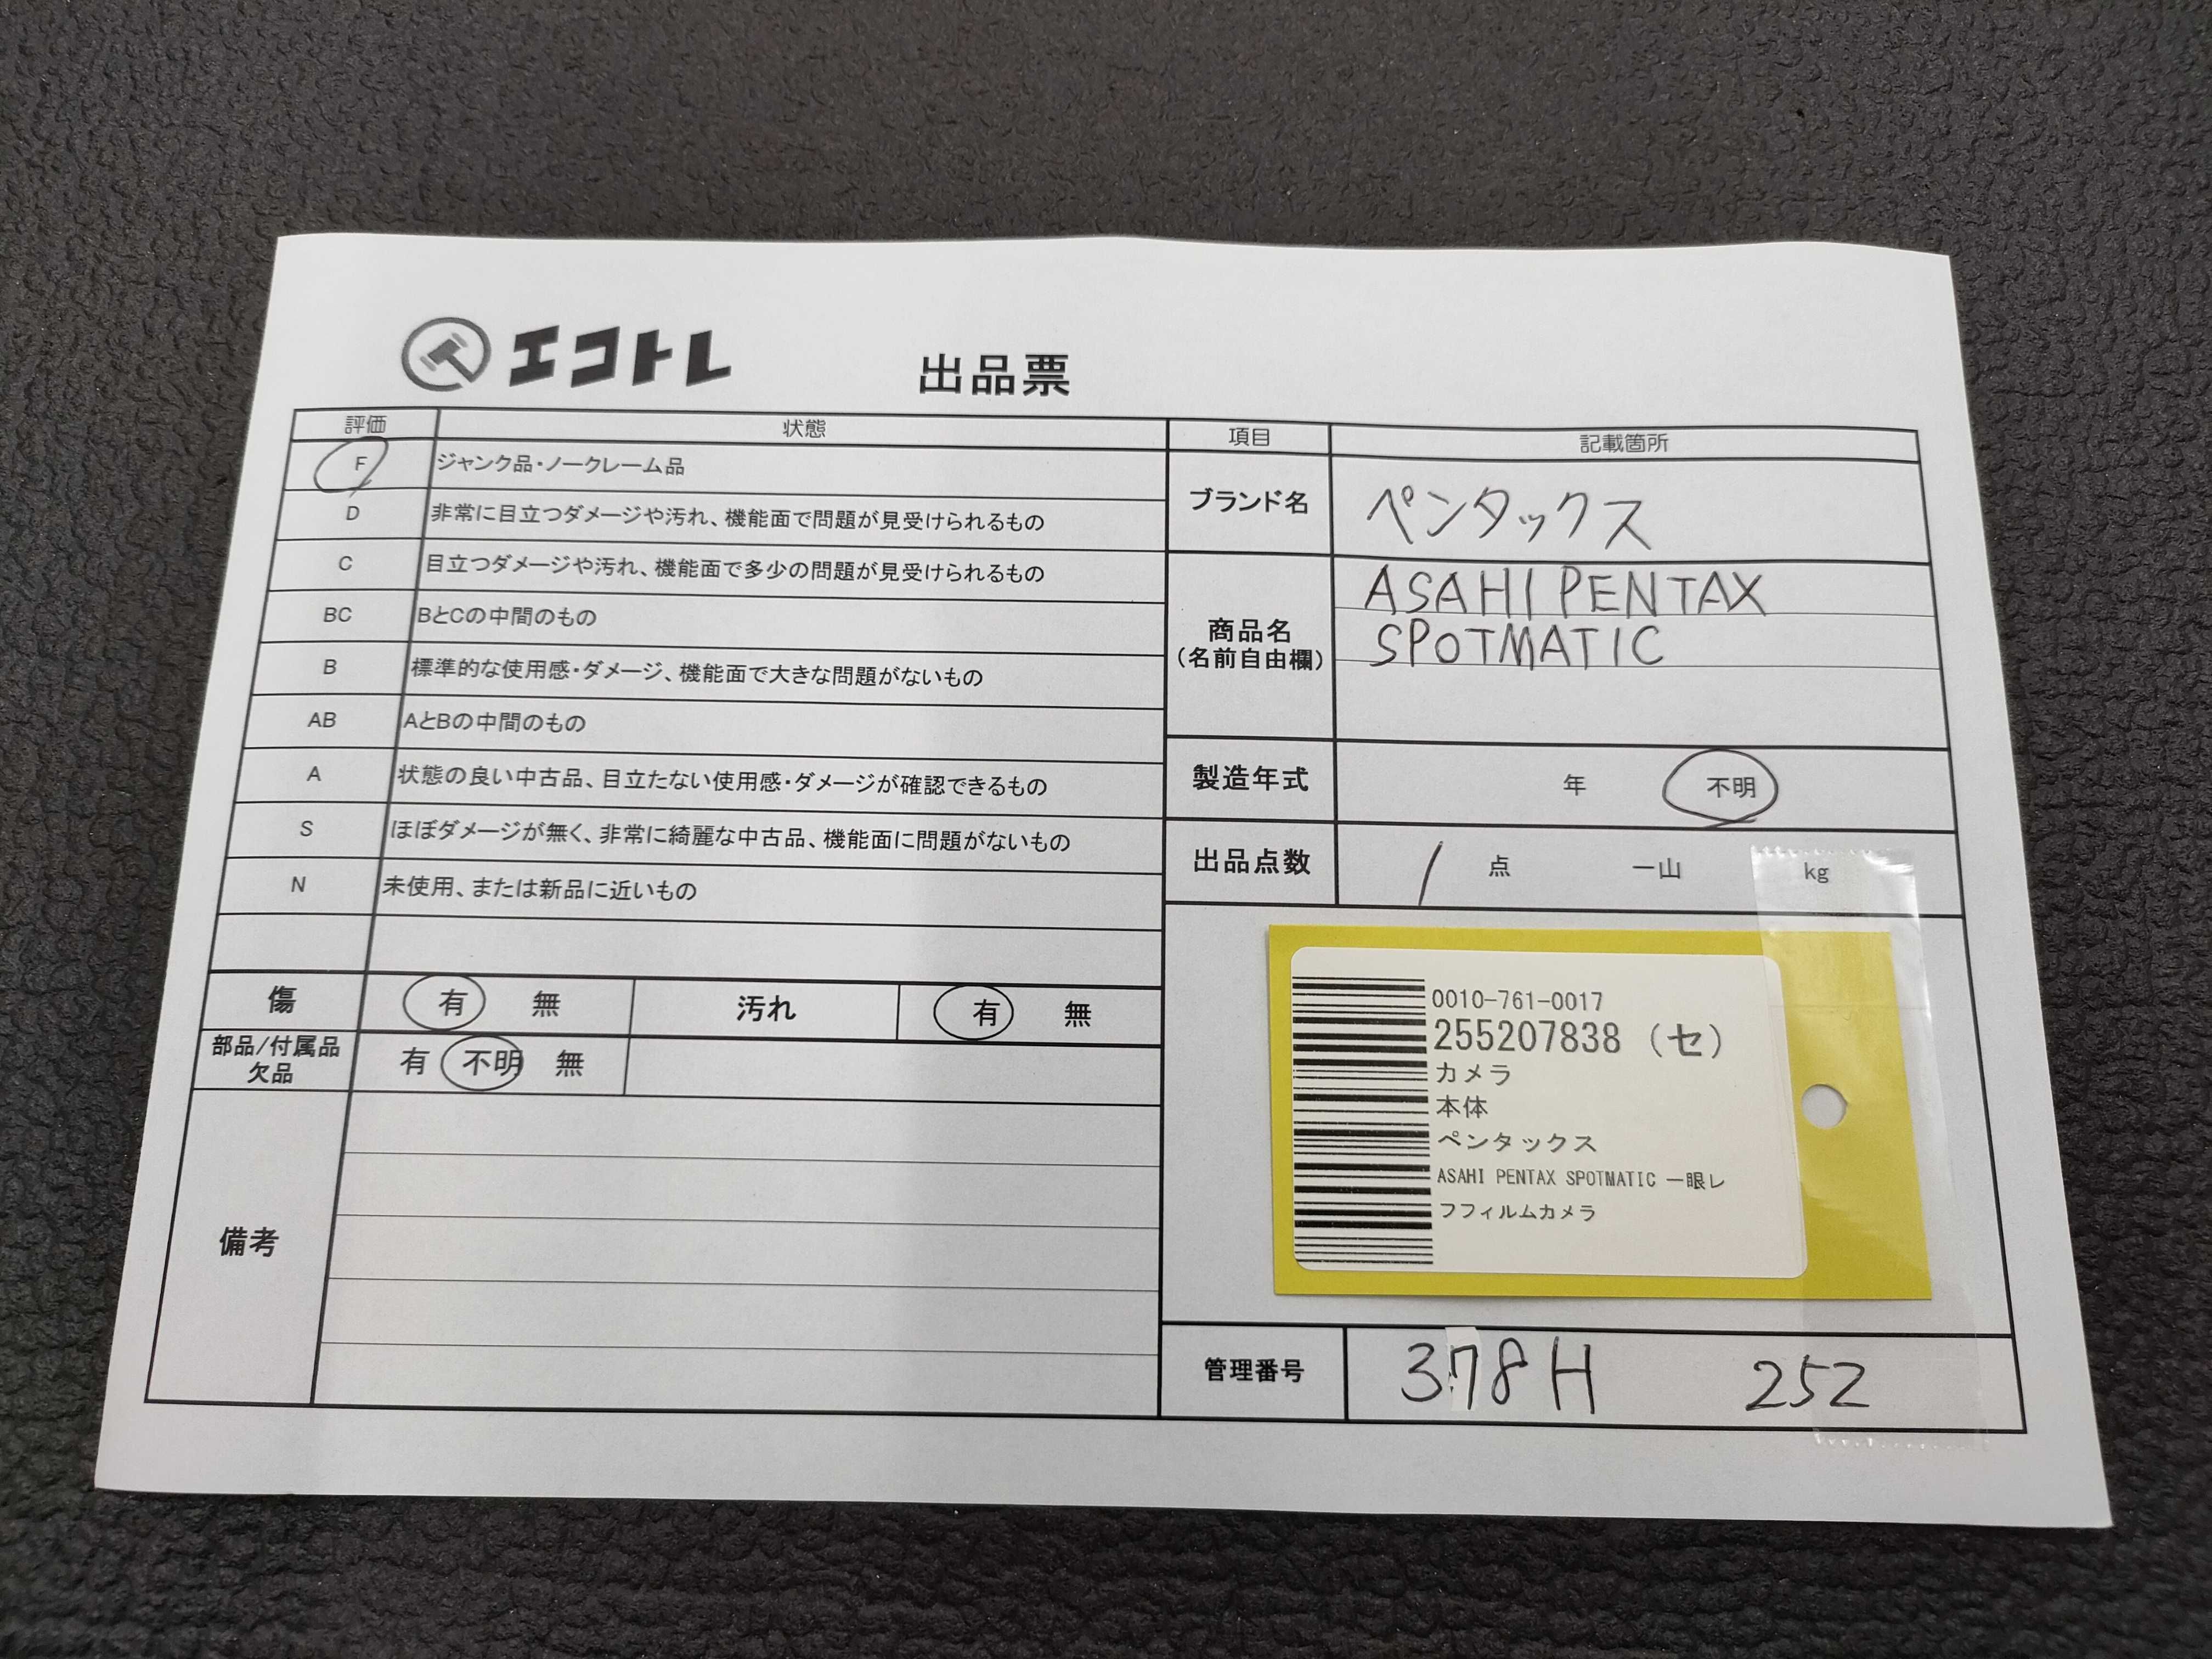 エコトレ
出品票
評価 状態
F ジャンク品・ノークレーム品
D 非常に目立つダメージや汚れ、機能面で問題が見受けられるもの
C 目立つダメージや汚れ、機能面で多少の問題が見受けられるもの
BC BとCの中間のもの
B 標準的な使用感・ダメージ、機能面で大きな問題がないもの
AB AとBの中間のもの
A 状態の良い中古品、目立たない使用感・ダメージが確認できるもの
S ほぼダメージが無く、非常に綺麗な中古品、機能面に問題がないもの
N 未使用、または新品に近いもの
傷 有 無 汚れ 有 無
部品/付属品
欠品
有 不明 無
備考
項目 記載箇所
ブランド名 ペンタックス
商品名
(名前自由欄)
ASAHI PENTAX
SPOTMATIC
製造年式 年 不明
出品点数 1 点 一山 kg
0010-761-0017
255207838 (セ)
カメラ
本体
ペンタックス
ASAHI PENTAX SPOTMATIC 一眼レ
フフィルムカメラ
管理番号 378H 252